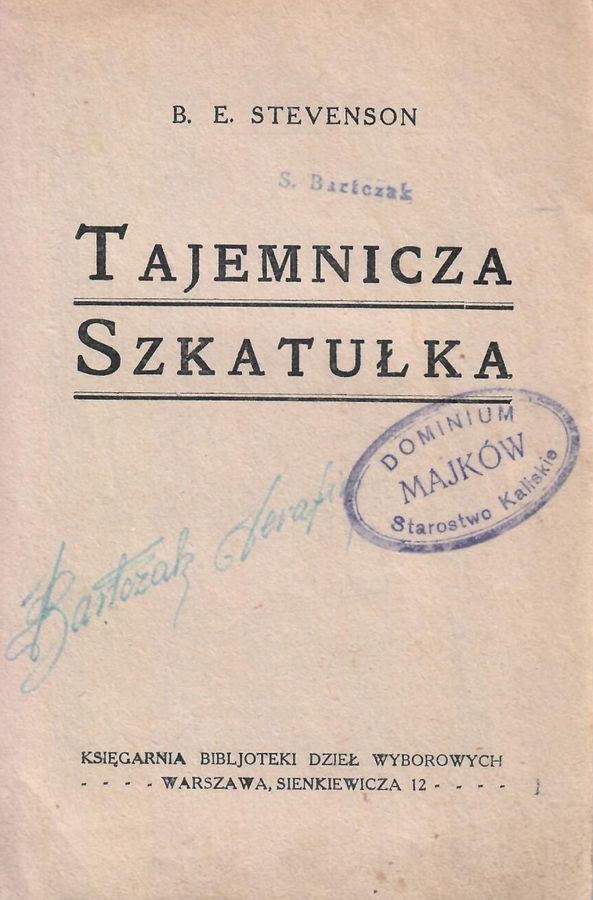 B. E. STEVENSON
S. Bartczak
TAJEMNICZA
SZKATUŁKA
DOMINIUM
MAJKÓW
Starostwo Kaliskie
Bartczak Serafin
KSIĘGARNIA BIBLJOTEKI DZIEŁ WYBOROWYCH
- - - - WARSZAWA, SIENKIEWICZA 12 - - - -